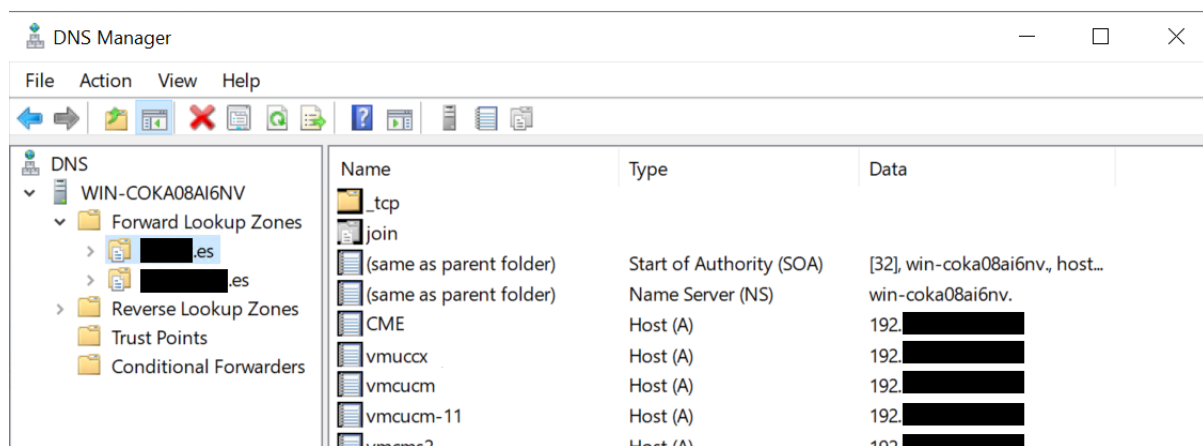 DNS Manager
File Action View Help
DNS
WIN-COKA08AI6NV
Forward Lookup Zones
.es
.es
Reverse Lookup Zones
Trust Points
Conditional Forwarders
Name Type Data
_tcp
join
(same as parent folder) Start of Authority (SOA) [32], win-coka08ai6nv., host...
(same as parent folder) Name Server (NS) win-coka08ai6nv.
CME Host (A) 192.
vmuccx Host (A) 192.
vmcucm Host (A) 192.
vmcucm-11 Host (A) 192.
vmcms2 Host (A) 192